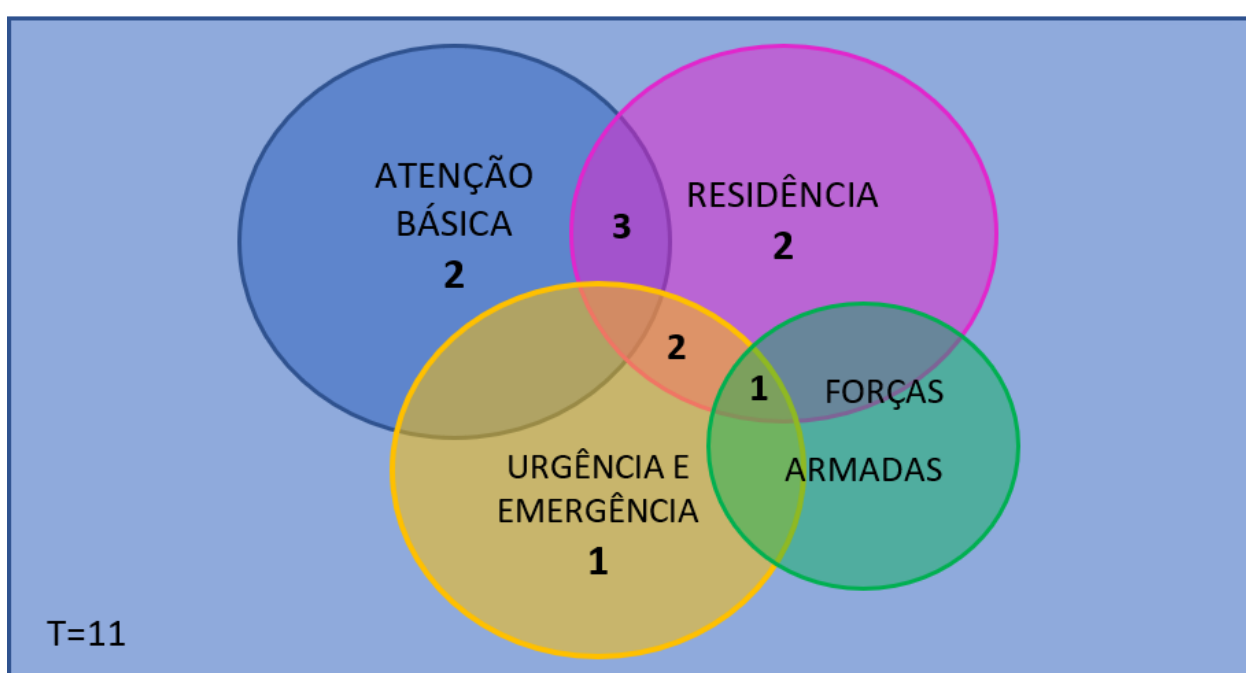 ATENÇÃO
BÁSICA
2
3
RESIDÊNCIA
2
2
1
FORÇAS
ARMADAS
URGÊNCIA E
EMERGÊNCIA
1
T=11